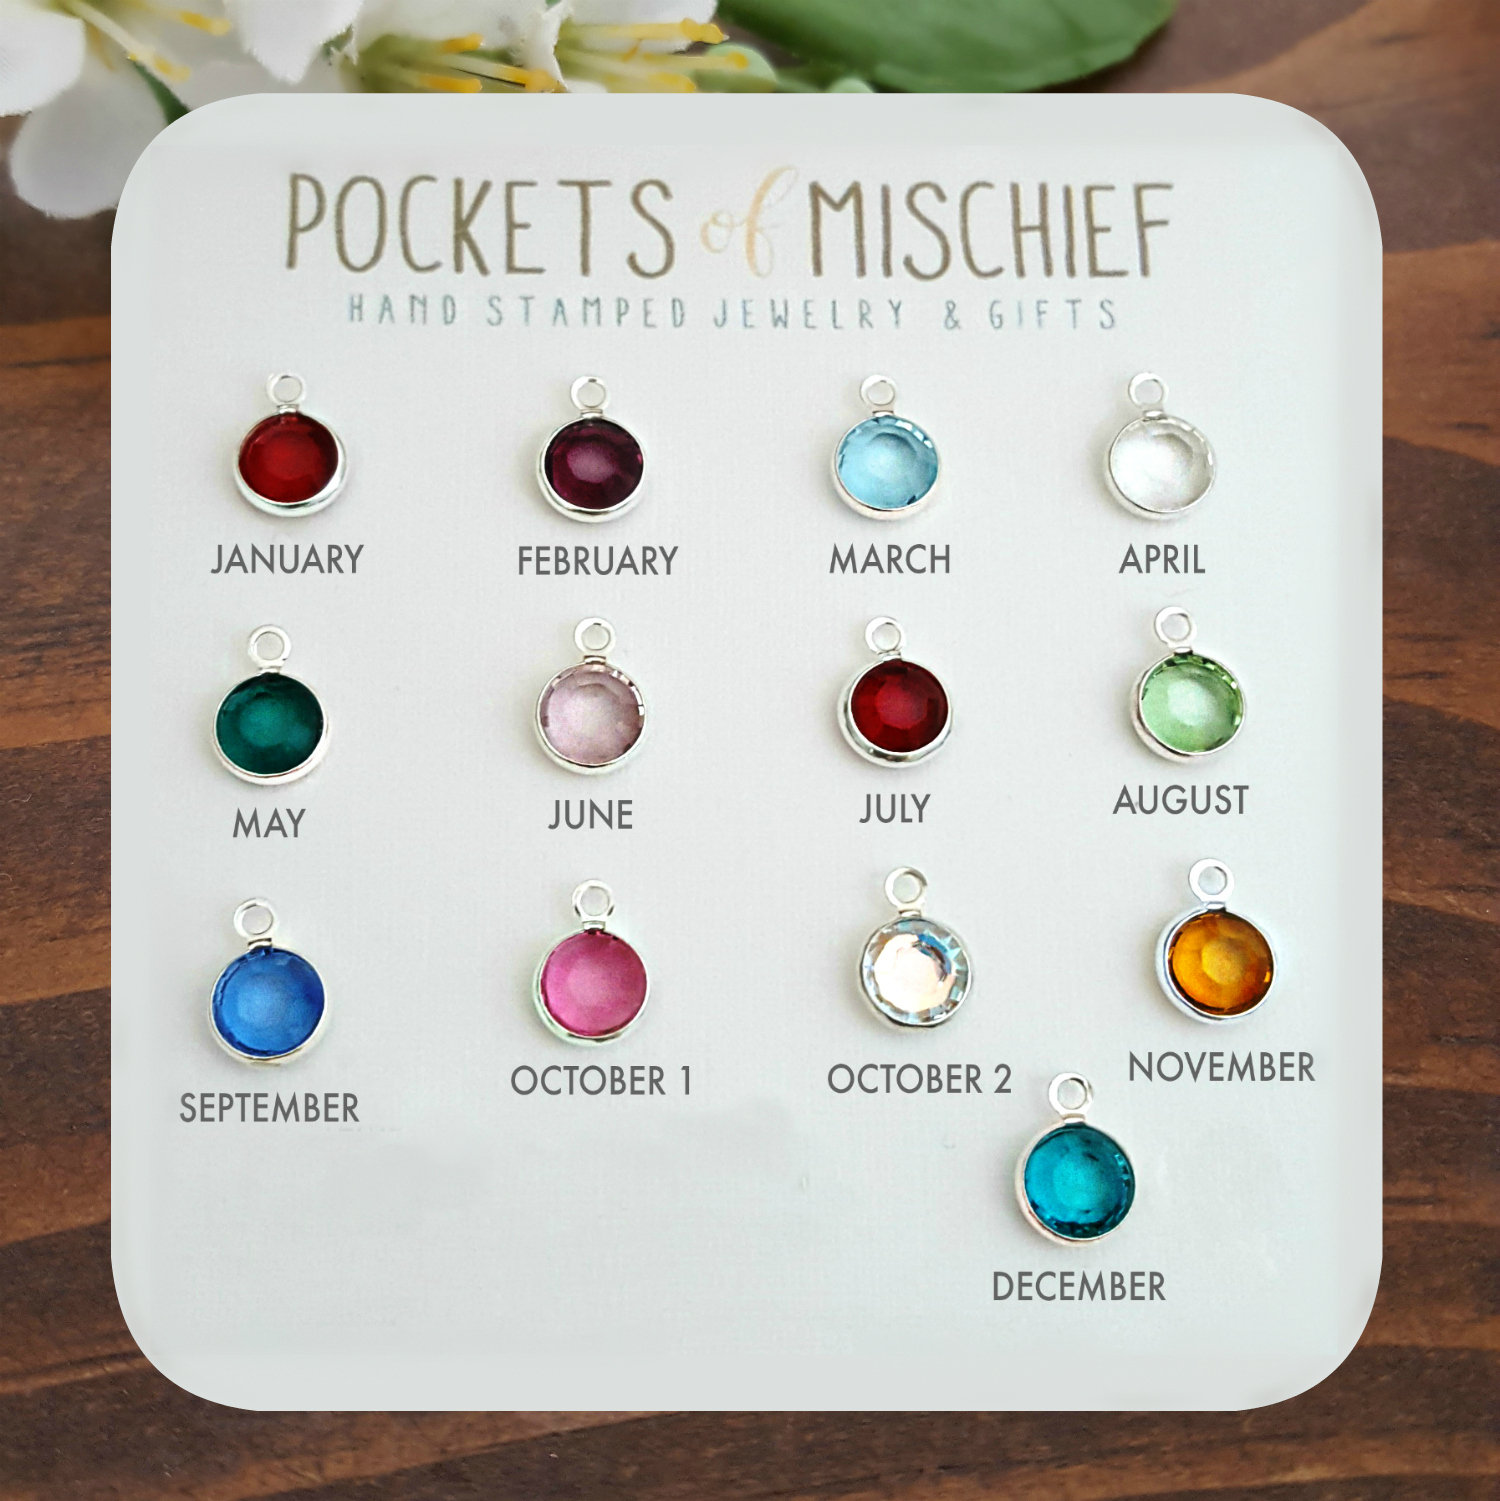 POCKETS of MISCHIEF
HAND STAMPED JEWELRY & GIFTS
JANUARY
FEBRUARY
MARCH
APRIL
MAY
JUNE
JULY
AUGUST
SEPTEMBER
OCTOBER 1
OCTOBER 2
NOVEMBER
DECEMBER